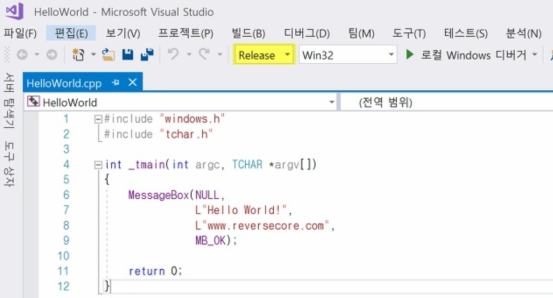 HelloWorld - Microsoft Visual Studio
파일(F) 편집(E) 보기(V) 프로젝트(P) 빌드(B) 디버그(D) 팀(M) 도구(T) 테스트(S) 분석(N)
Release Win32 로컬 Windows 디버거
서버 탐색기 도구 상자
HelloWorld.cpp
HelloWorld (전역 범위)
1 #include "windows.h"
2 #include "tchar.h"
3
4 int _tmain(int argc, TCHAR *argv[])
5 {
6 MessageBox(NULL,
7 L"Hello World!",
8 L"www.reversecore.com",
9 MB_OK);
10
11 return 0;
12 }